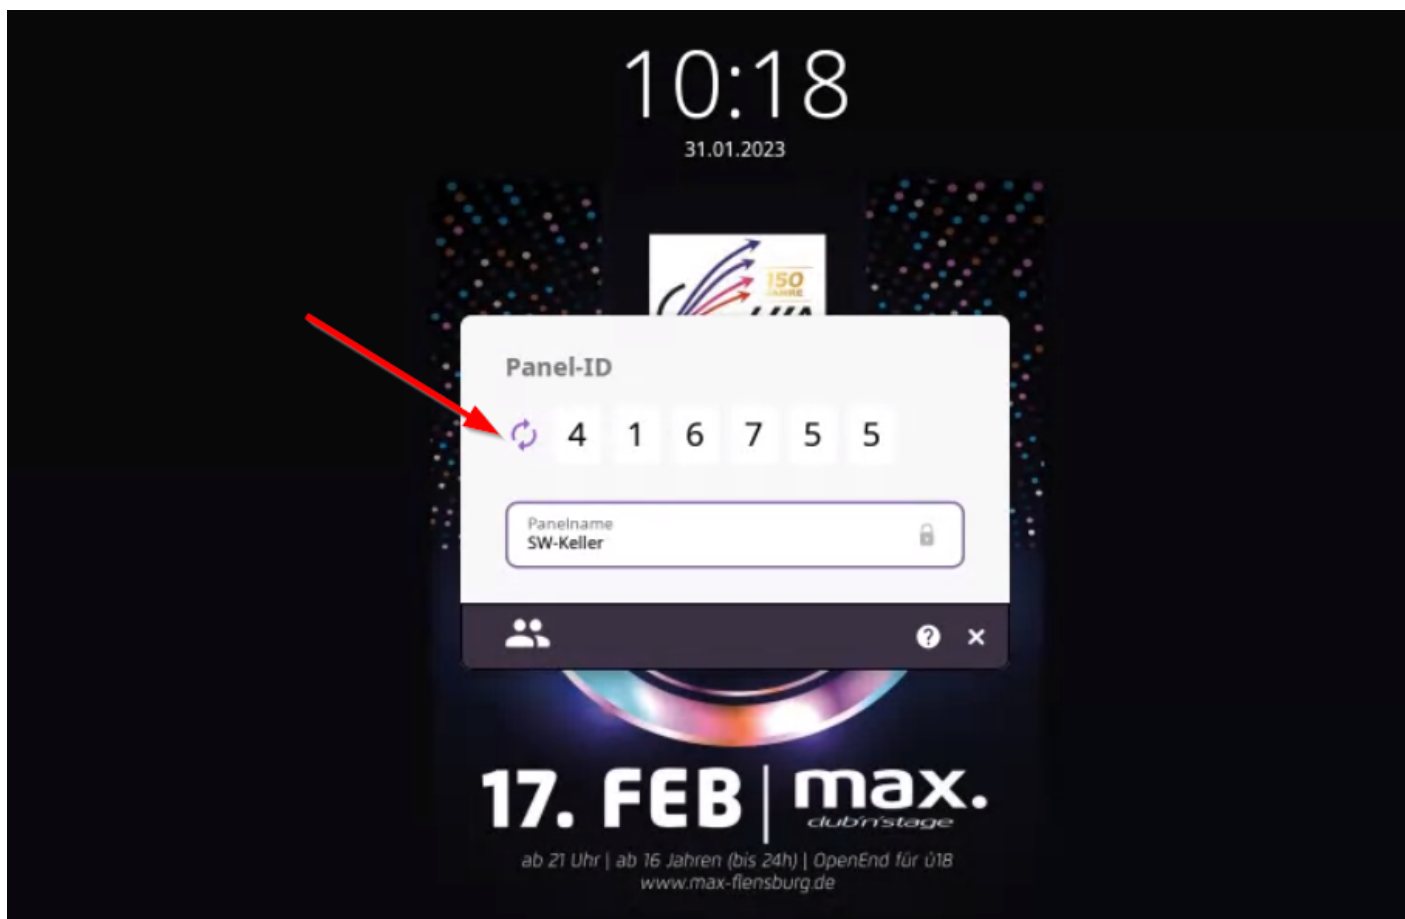 10:18
31.01.2023
150
JAHRE
Panel-ID
4 1 6 7 5 5
Panelname
SW-Keller
17. FEB | max.
club'n'stage
ab 21 Uhr | ab 16 Jahren (bis 24h) | OpenEnd für ü18
www.max-flensburg.de